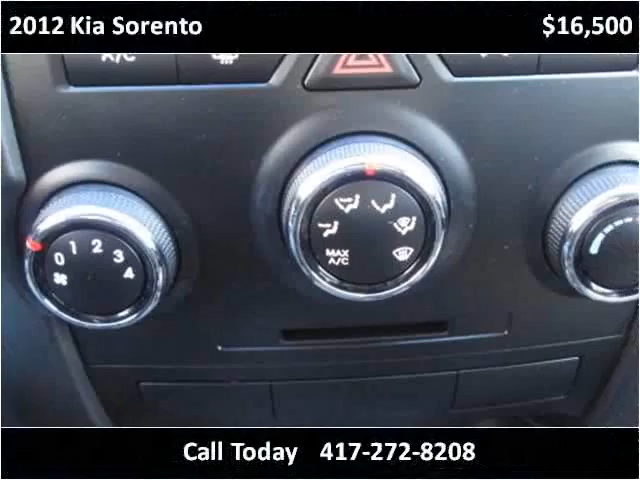 2012 Kia Sorento $16,500
A/C
0 1 2 3 4
MAX
A/C
Call Today 417-272-8208